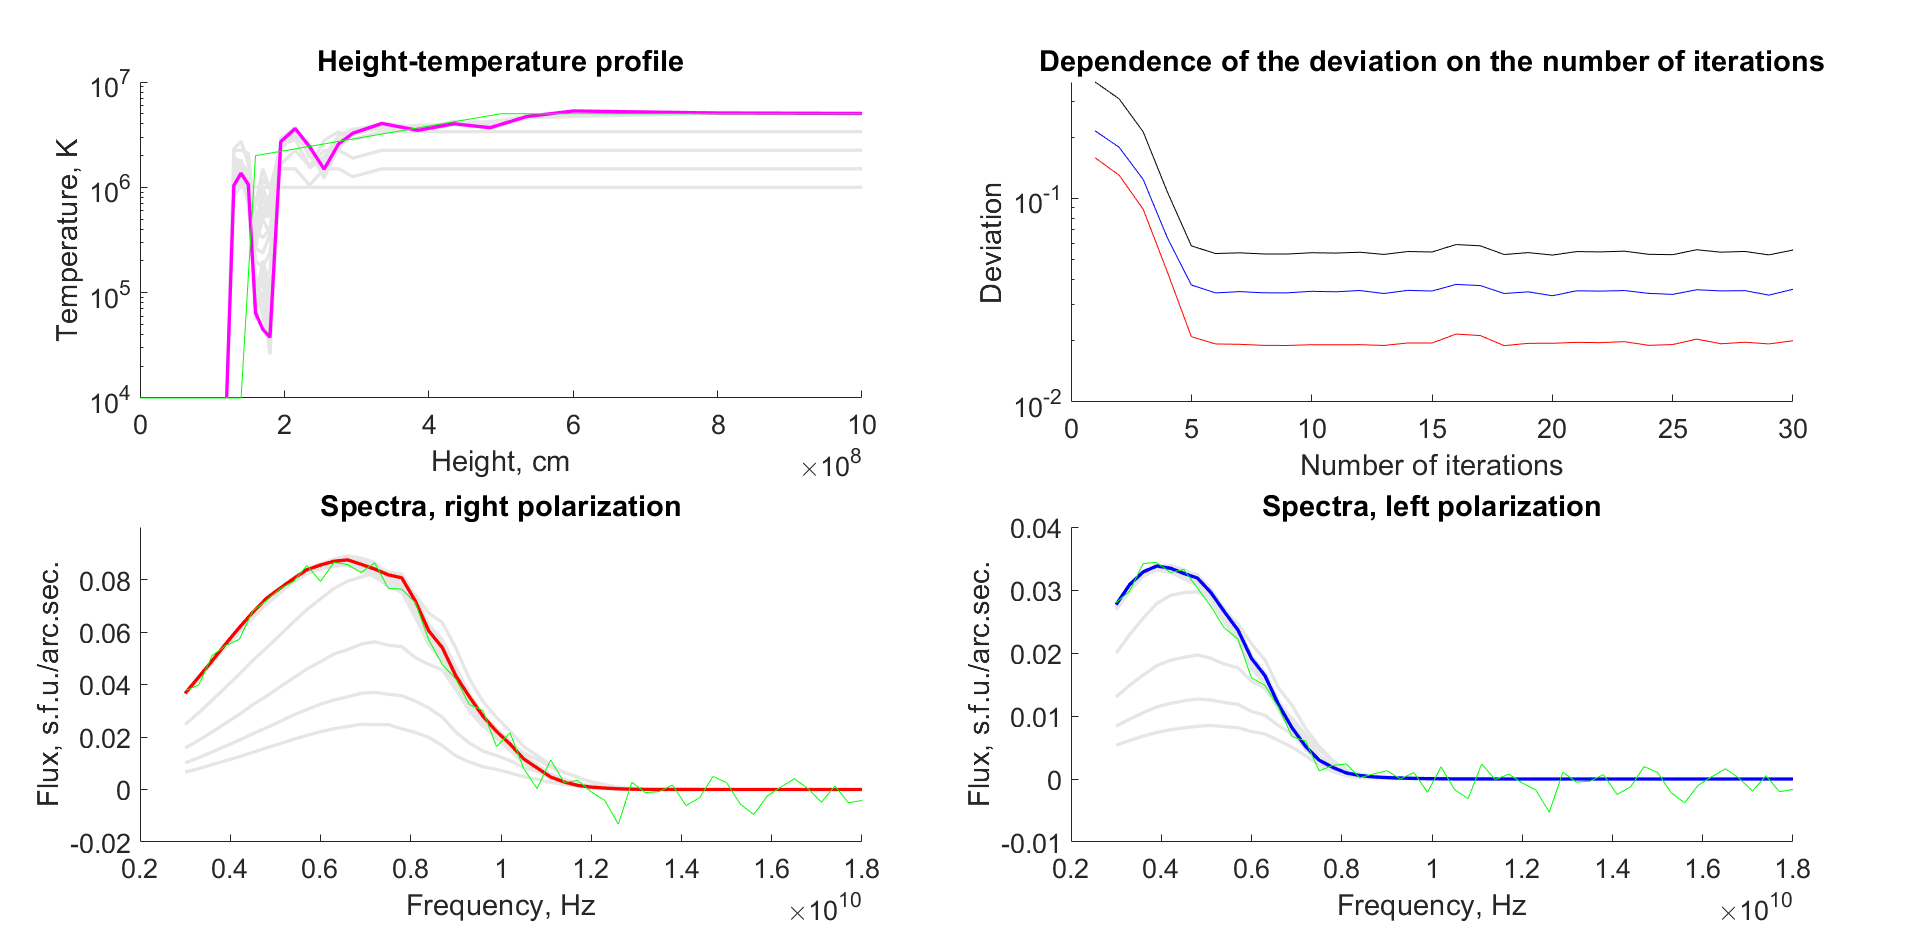 Height-temperature profile
Temperature, K
10^7
10^6
10^5
10^4
0 2 4 6 8 10
Height, cm
×10^8
Dependence of the deviation on the number of iterations
Deviation
10^-1
10^-2
0 5 10 15 20 25 30
Number of iterations
Spectra, right polarization
Flux, s.f.u./arc.sec.
0.08
0.06
0.04
0.02
0
-0.02
0.2 0.4 0.6 0.8 1 1.2 1.4 1.6 1.8
Frequency, Hz
×10^10
Spectra, left polarization
Flux, s.f.u./arc.sec.
0.04
0.03
0.02
0.01
0
-0.01
0.2 0.4 0.6 0.8 1 1.2 1.4 1.6 1.8
Frequency, Hz
×10^10